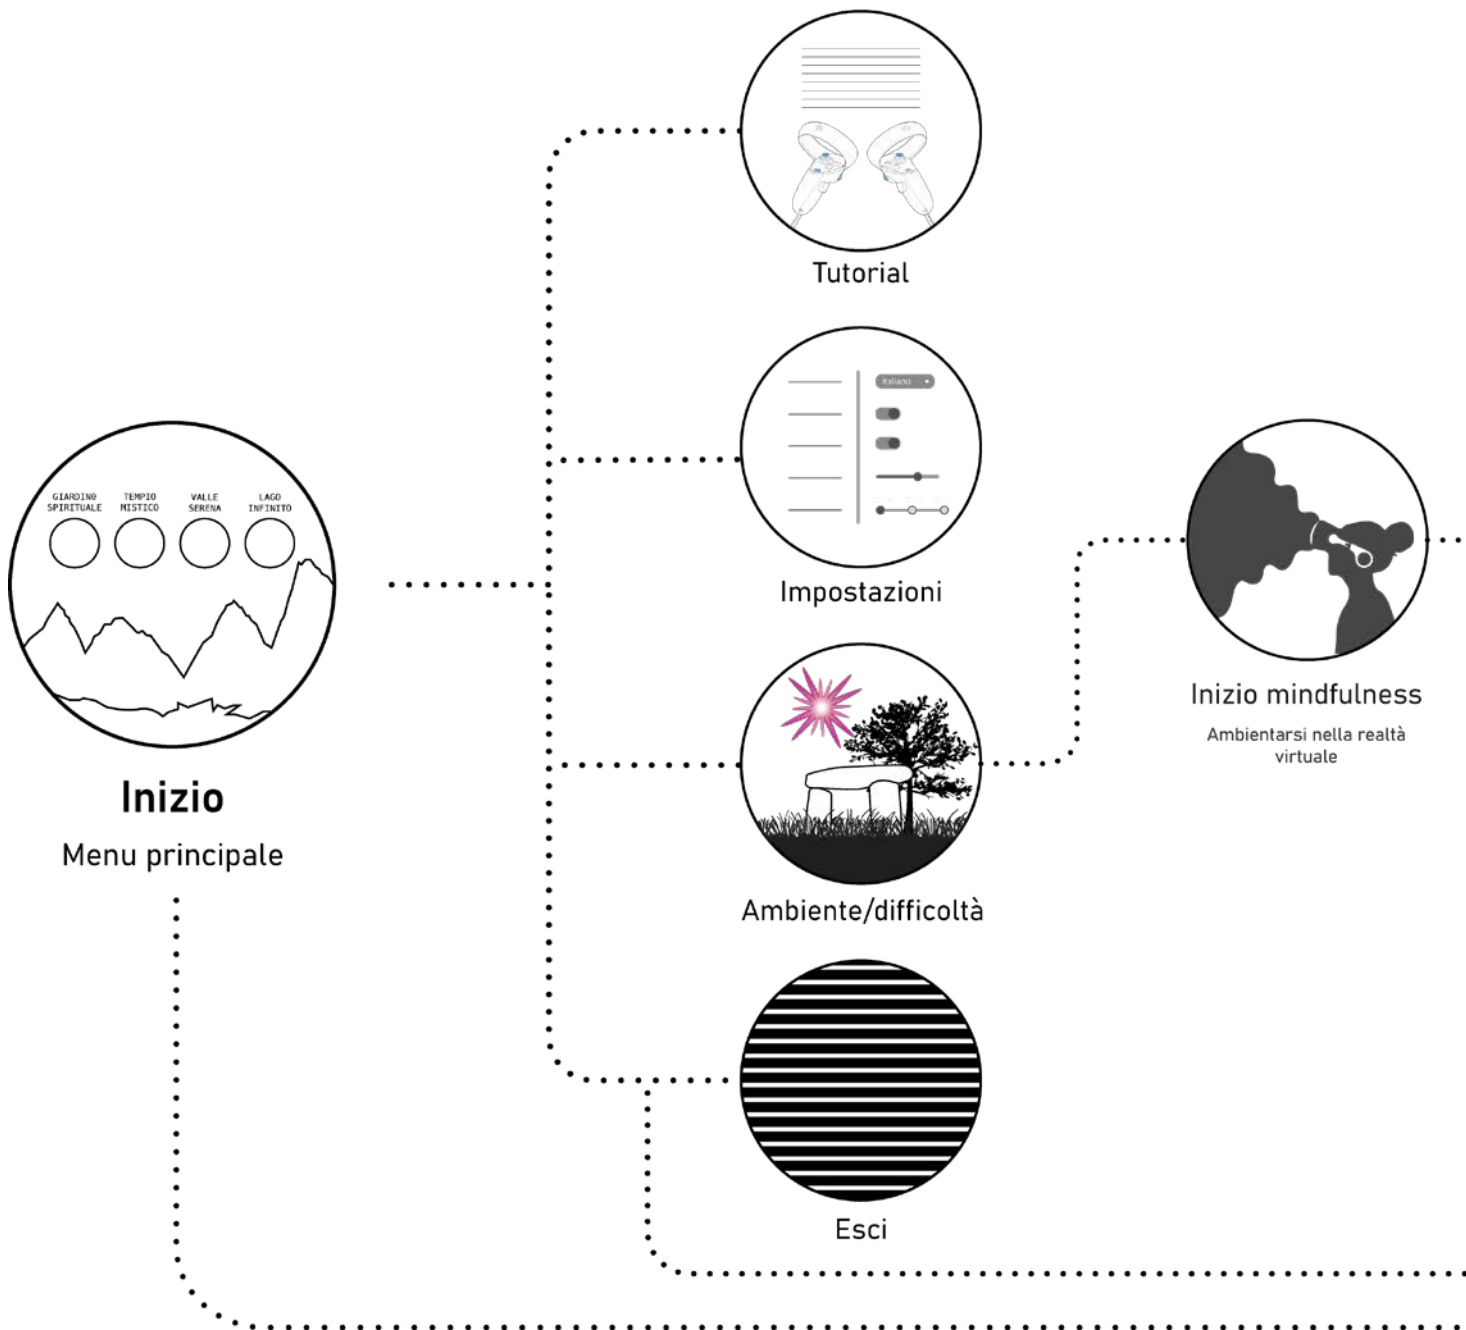 GIARDINO SPIRITUALE
TEMPIO MISTICO
VALLE SERENA
LAGO INFINITO
Inizio
Menu principale
Tutorial
Italiano
Impostazioni
Ambiente/difficoltà
Esci
Inizio mindfulness
Ambientarsi nella realtà
virtuale